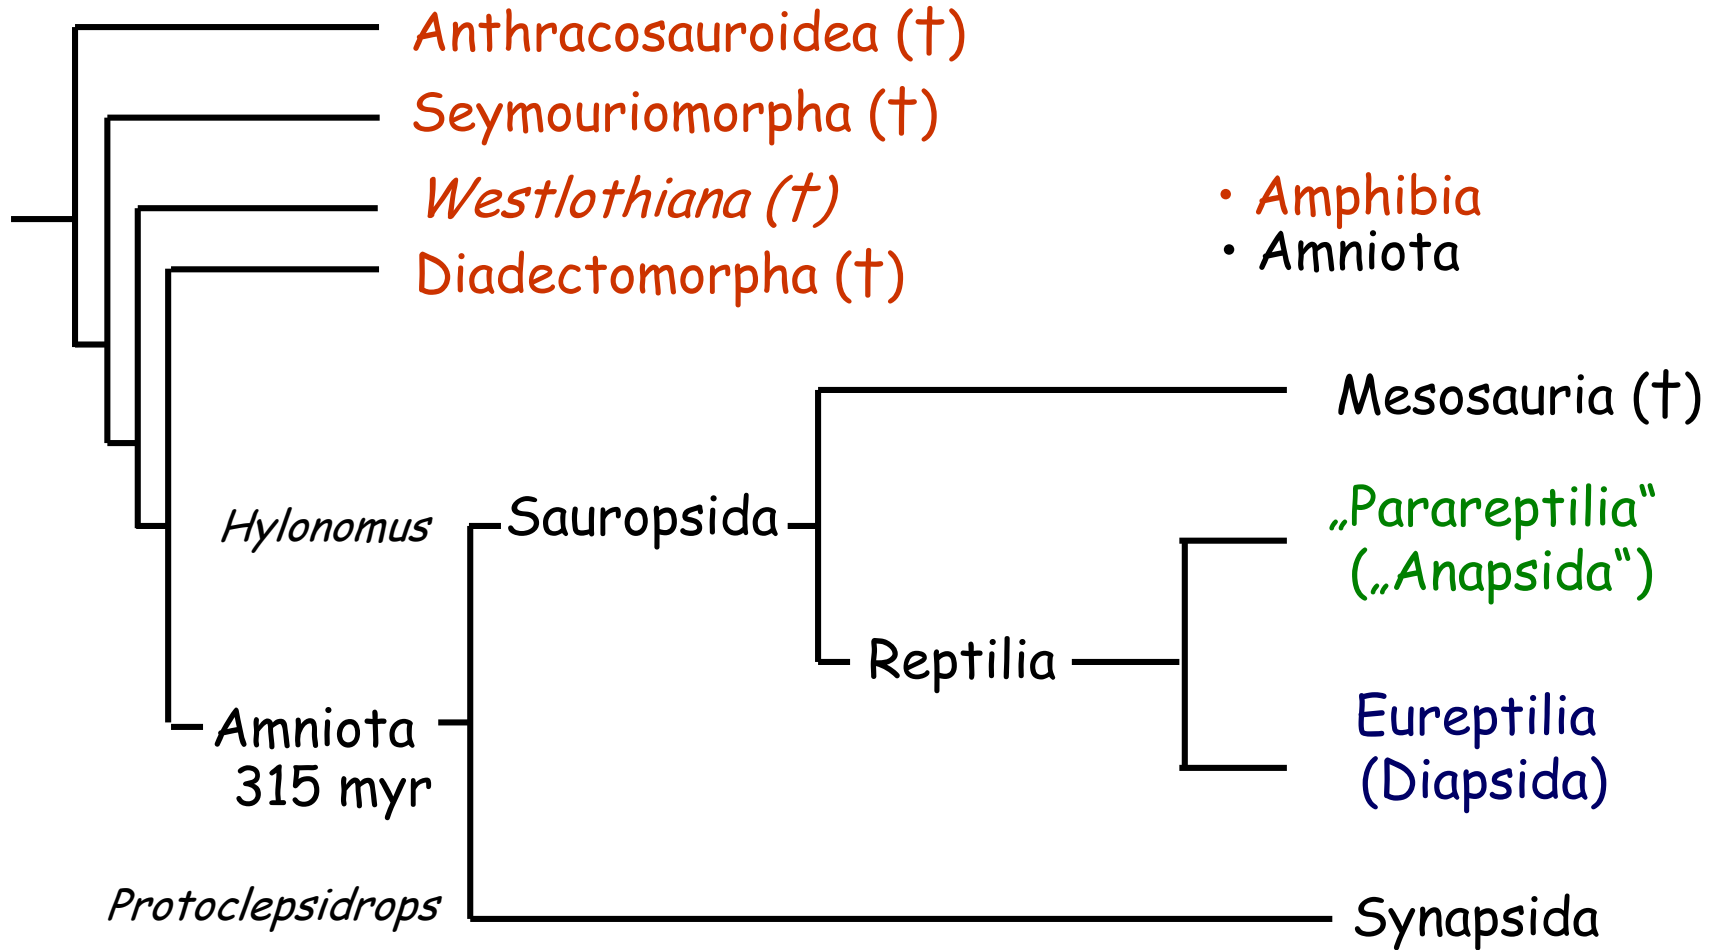 Anthracosauroidea (†)
Seymouriomorpha (†)
Westlothiana (†)
Diadectomorpha (†)
• Amphibia
• Amniota
Mesosauria (†)
„Parareptilia“
(„Anapsida“)
Hylonomus
Sauropsida
Reptilia
Eureptilia
(Diapsida)
Amniota
315 myr
Protoclepsidrops
Synapsida